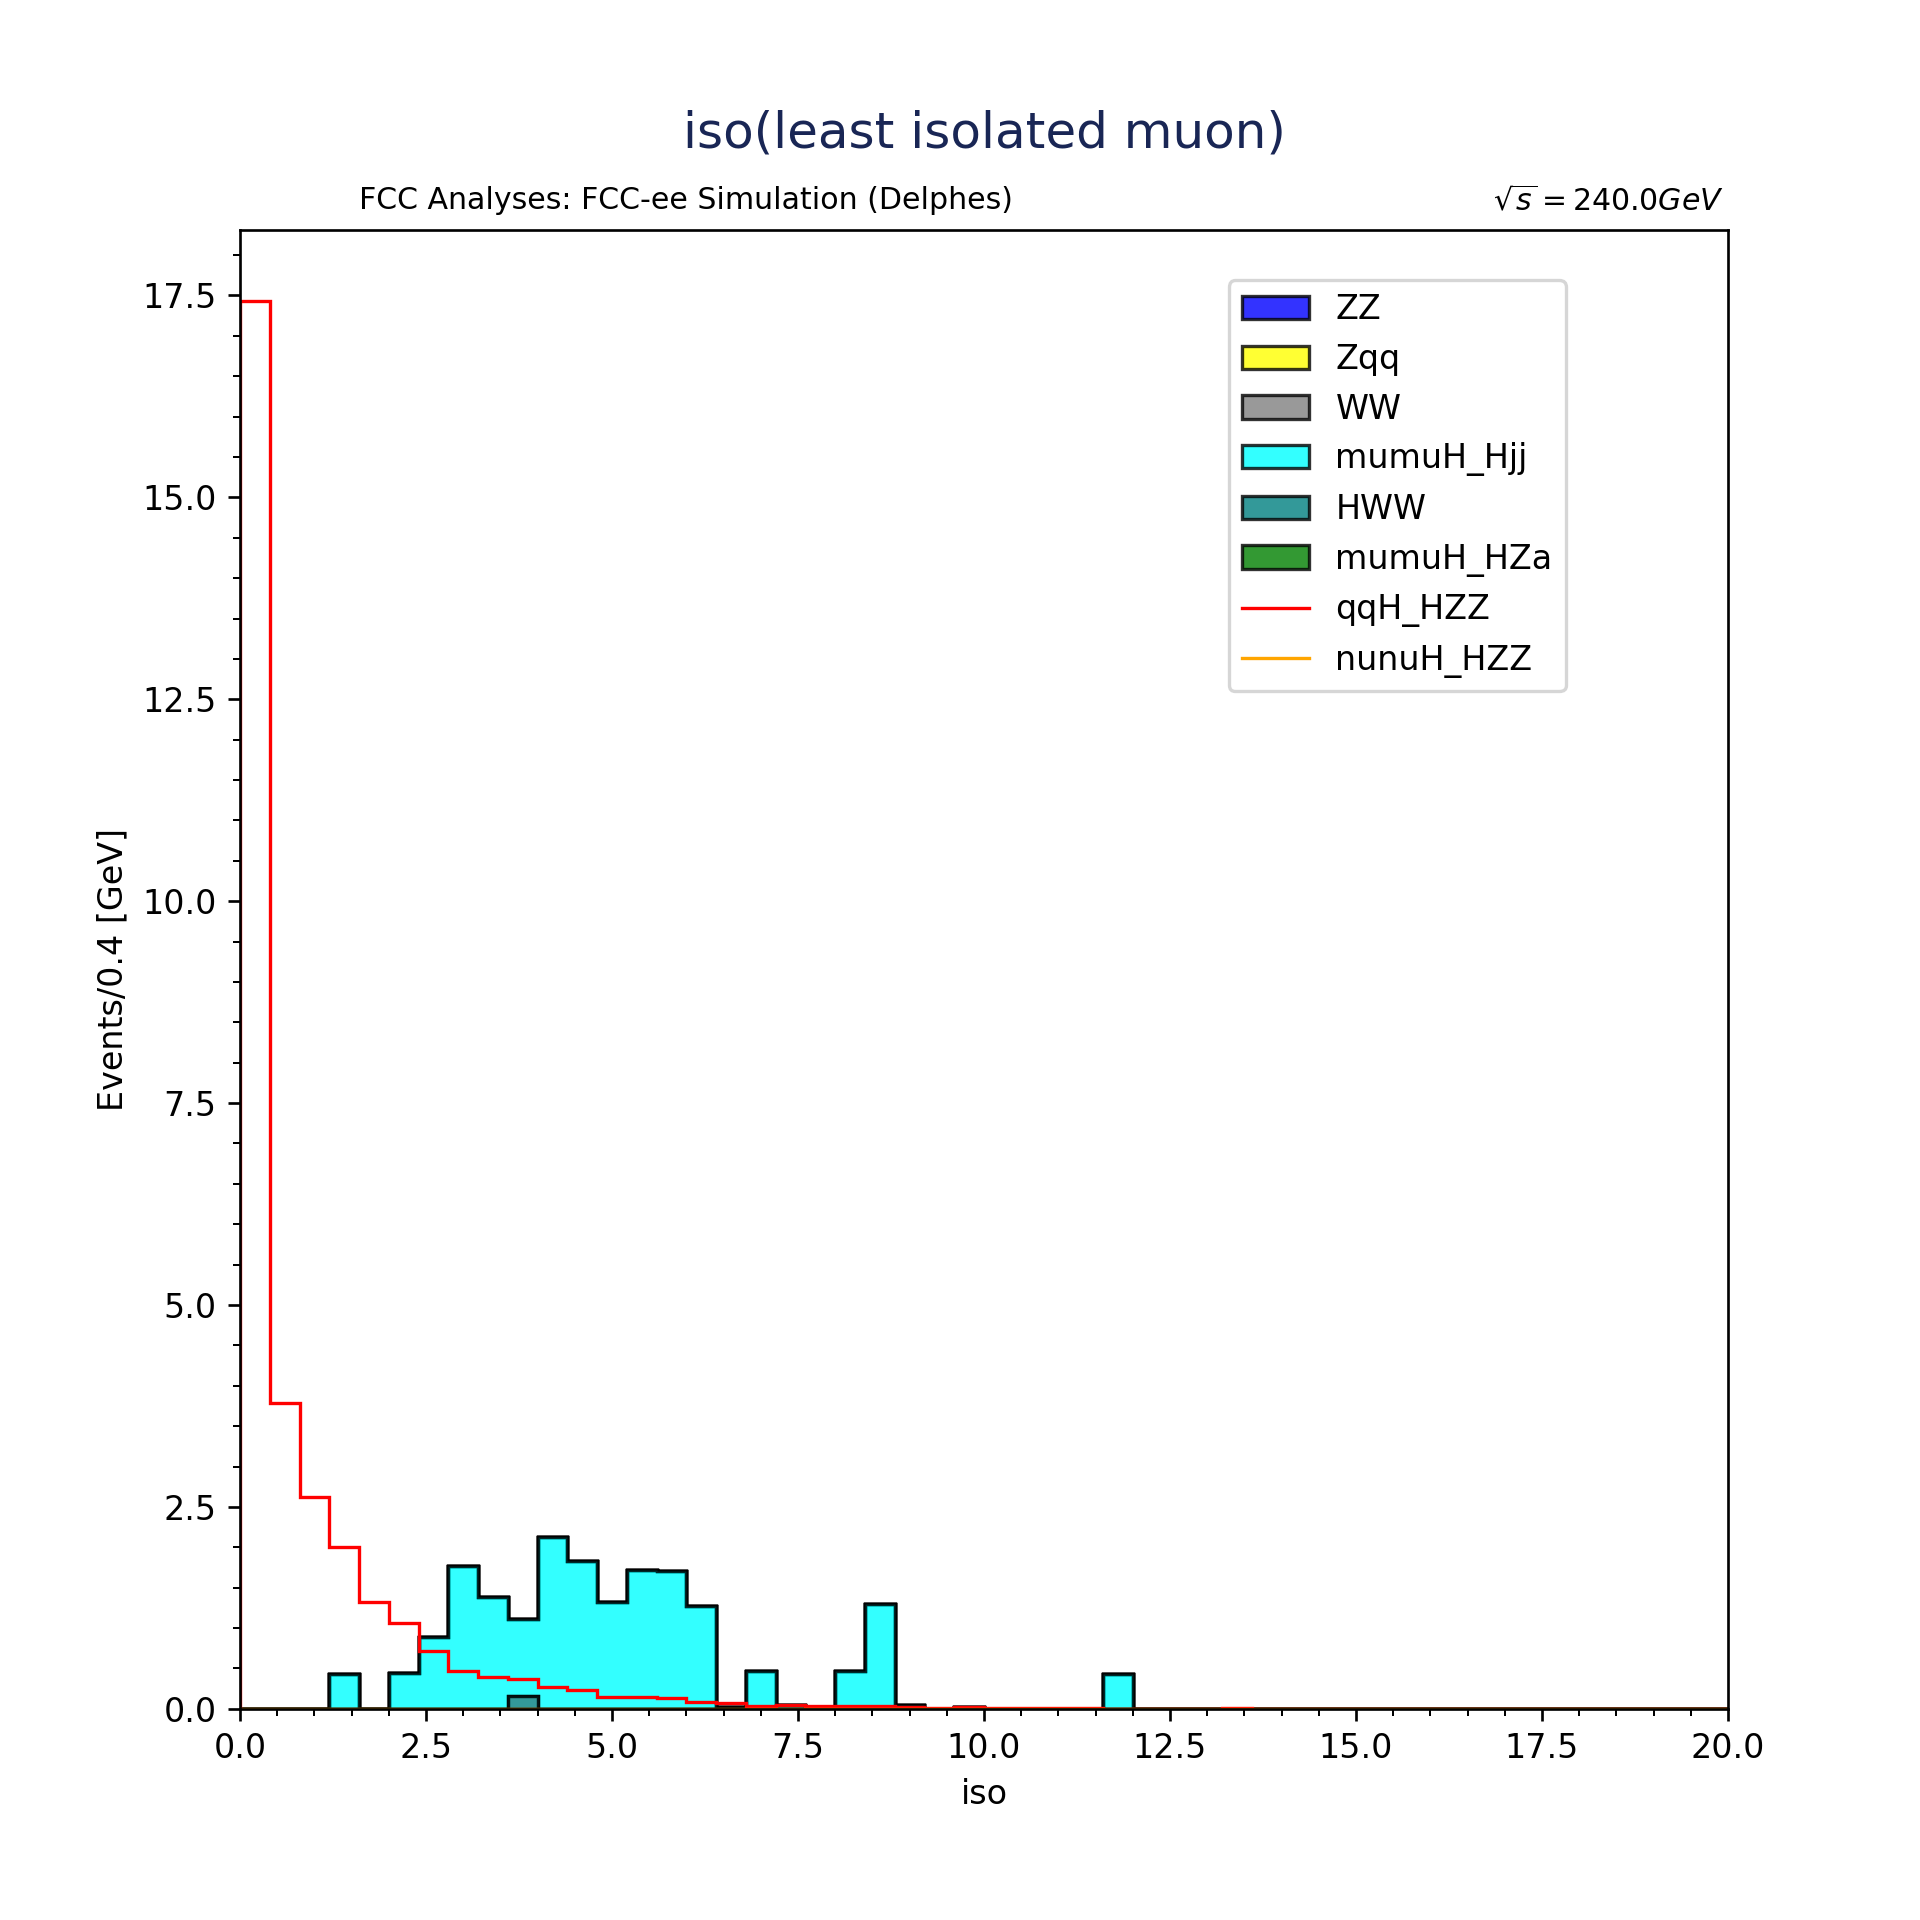 iso(least isolated muon)
FCC Analyses: FCC-ee Simulation (Delphes)
√s = 240.0GeV
ZZ
Zqq
WW
mumuH_Hjj
HWW
mumuH_HZa
qqH_HZZ
nunuH_HZZ
Events/0.4 [GeV]
17.5
15.0
12.5
10.0
7.5
5.0
2.5
0.0
0.0 2.5 5.0 7.5 10.0 12.5 15.0 17.5 20.0
iso